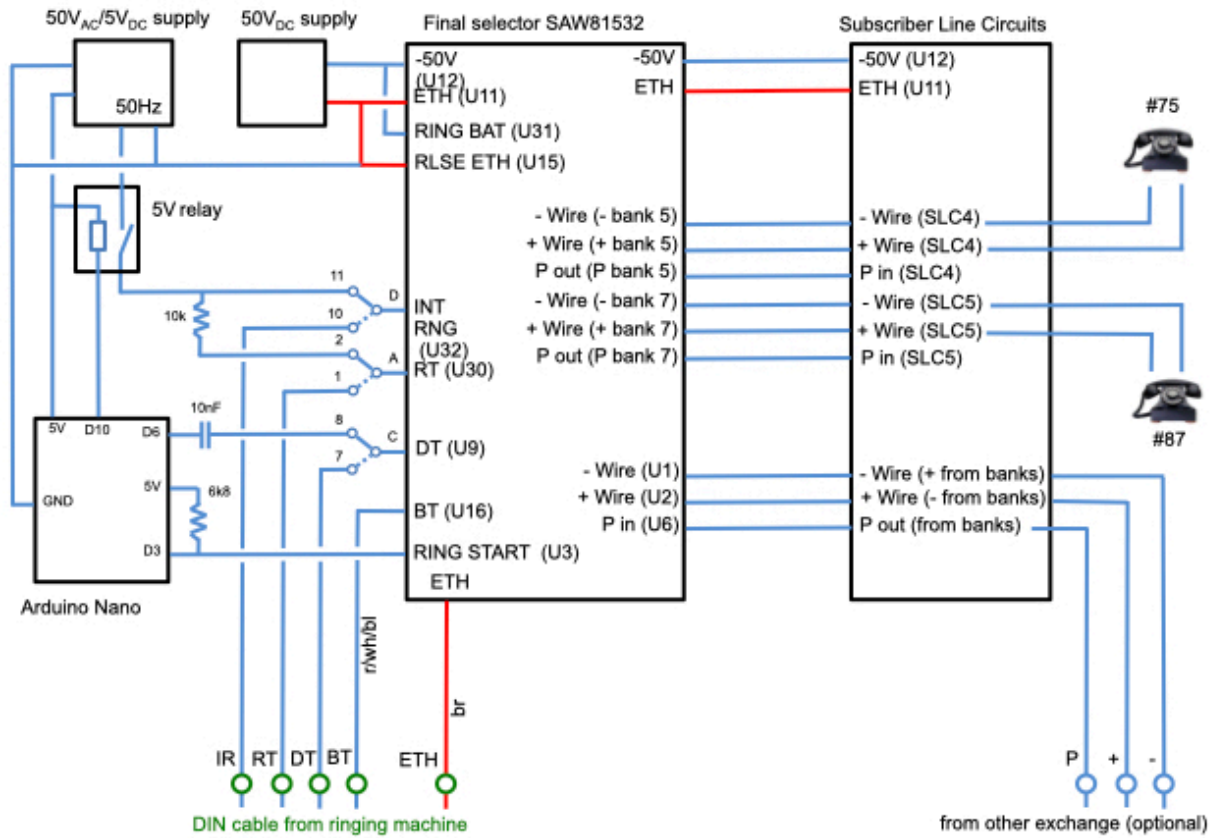 50VAC/5VDC supply
50VDC supply
Final selector SAW81532
Subscriber Line Circuits
50Hz
-50V
(U12)
ETH (U11)
RING BAT (U31)
RLSE ETH (U15)
-50V
ETH
-50V (U12)
ETH (U11)
#75
5V relay
- Wire (- bank 5)
+ Wire (+ bank 5)
P out (P bank 5)
- Wire (- bank 7)
+ Wire (+ bank 7)
P out (P bank 7)
- Wire (SLC4)
+ Wire (SLC4)
P in (SLC4)
- Wire (SLC5)
+ Wire (SLC5)
P in (SLC5)
10k
11
D
10
INT
RNG
(U32)
2
A
1
RT (U30)
10nF
8
C
7
DT (U9)
#87
5V
D10
D6
5V
GND
D3
6k8
BT (U16)
RING START (U3)
ETH
- Wire (U1)
+ Wire (U2)
P in (U6)
- Wire (+ from banks)
+ Wire (- from banks)
P out (from banks)
Arduino Nano
r/wh/bl
br
IR
RT
DT
BT
ETH
P
+
-
DIN cable from ringing machine
from other exchange (optional)